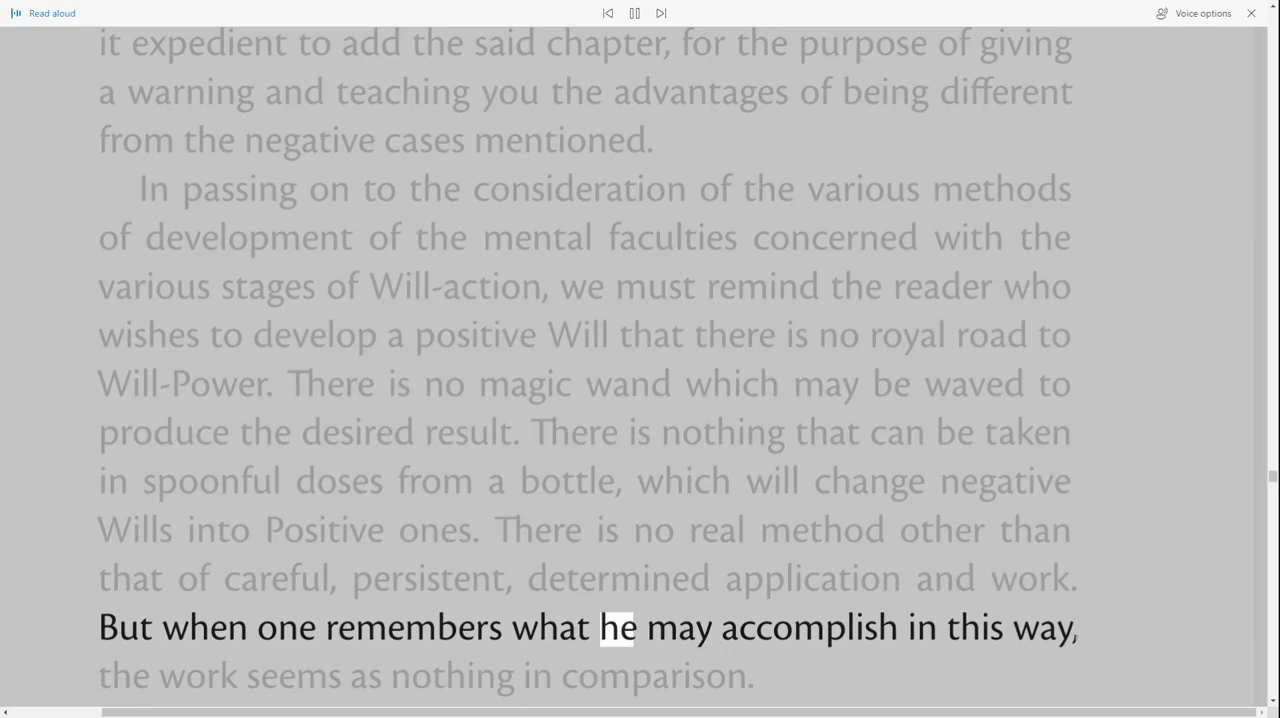 Read aloud
Voice options
it expedient to add the said chapter, for the purpose of giving
a warning and teaching you the advantages of being different
from the negative cases mentioned.
In passing on to the consideration of the various methods
of development of the mental faculties concerned with the
various stages of Will-action, we must remind the reader who
wishes to develop a positive Will that there is no royal road to
Will-Power. There is no magic wand which may be waved to
produce the desired result. There is nothing that can be taken
in spoonful doses from a bottle, which will change negative
Wills into Positive ones. There is no real method other than
that of careful, persistent, determined application and work.
But when one remembers what he may accomplish in this way,
the work seems as nothing in comparison.